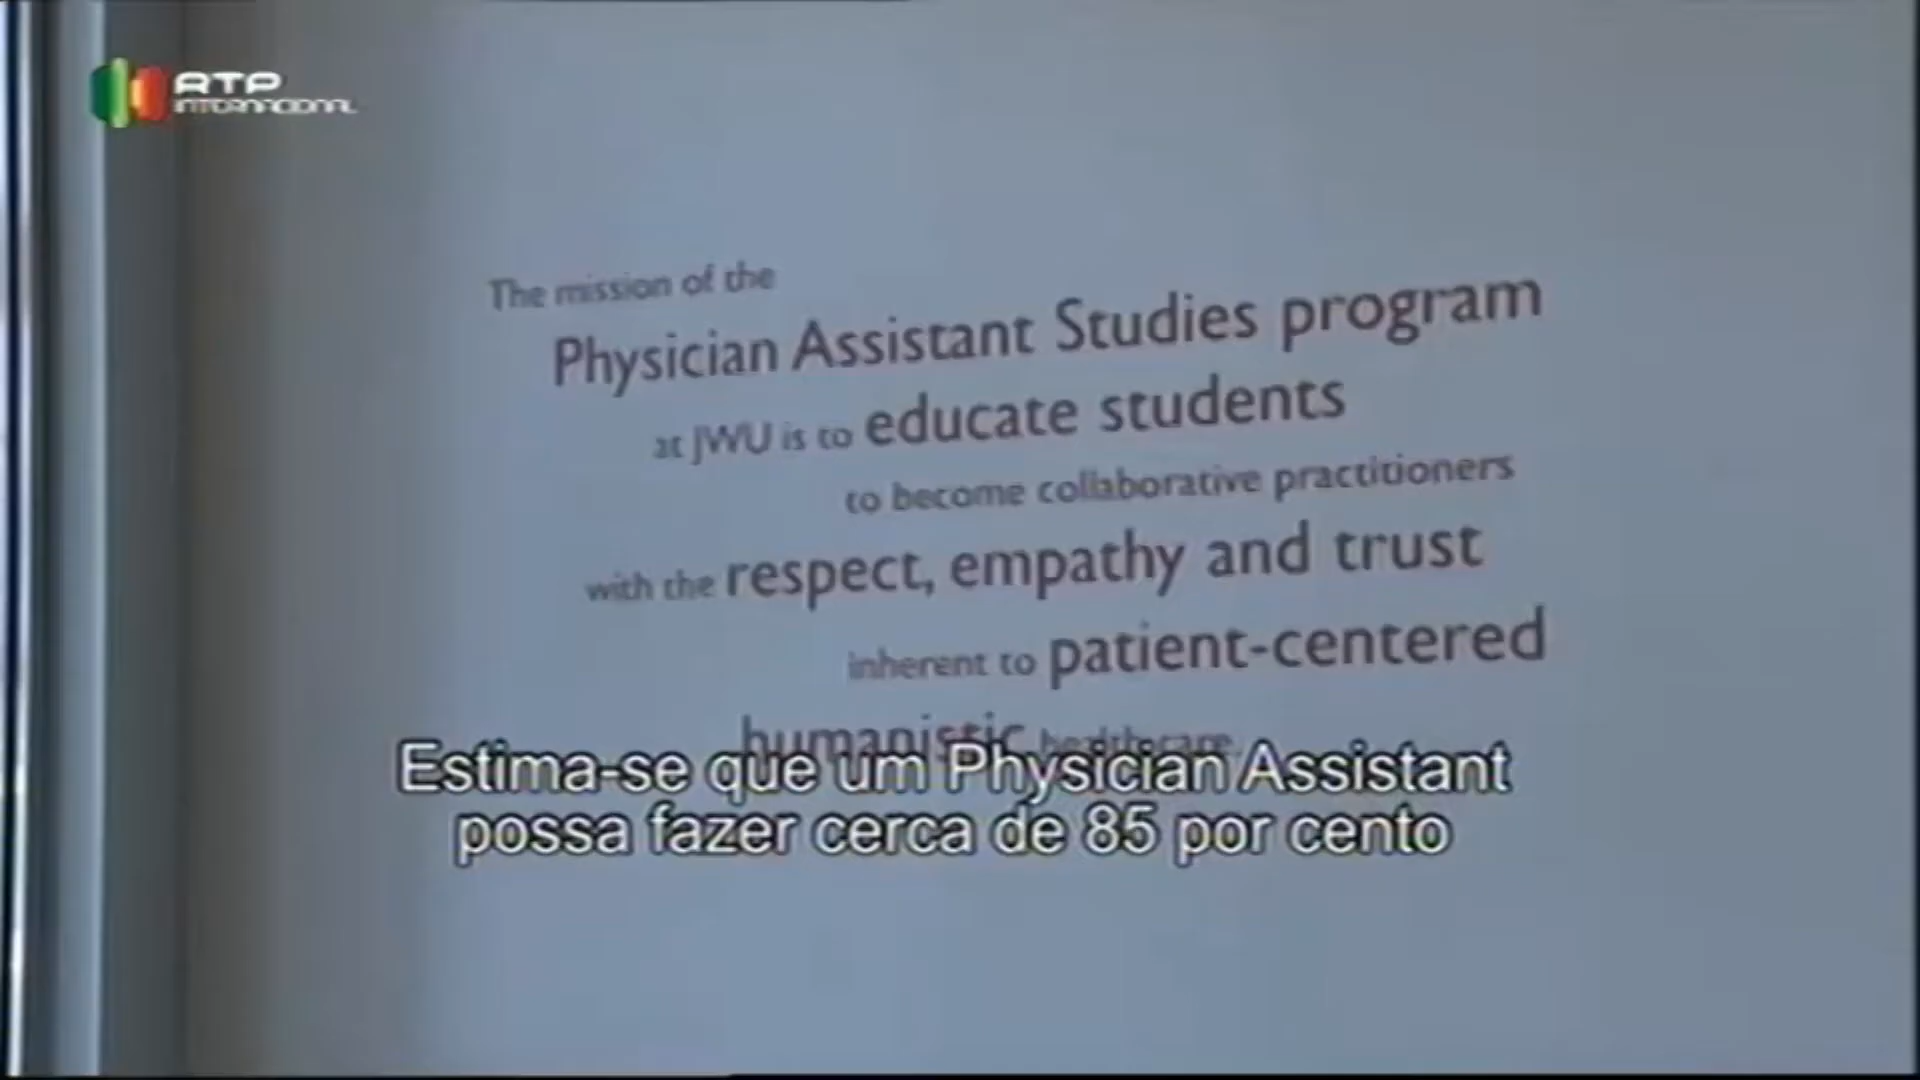 RTP
INTERNACIONAL
The mission of the
Physician Assistant Studies program
at JWU is to educate students
to become collaborative practitioners
with the respect, empathy and trust
inherent to patient-centered
humanistic healthcare.
Estima-se que um Physician Assistant
possa fazer cerca de 85 por cento